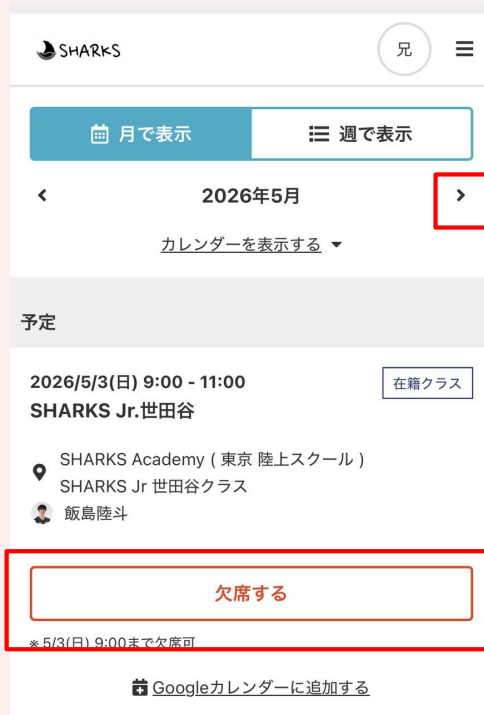 SHARKS
兄
月で表示
週で表示
2026年5月
カレンダーを表示する
予定
2026/5/3(日) 9:00 - 11:00
在籍クラス
SHARKS Jr.世田谷
SHARKS Academy ( 東京 陸上スクール )
SHARKS Jr 世田谷クラス
飯島陸斗
欠席する
※ 5/3(日) 9:00まで欠席可
Googleカレンダーに追加する